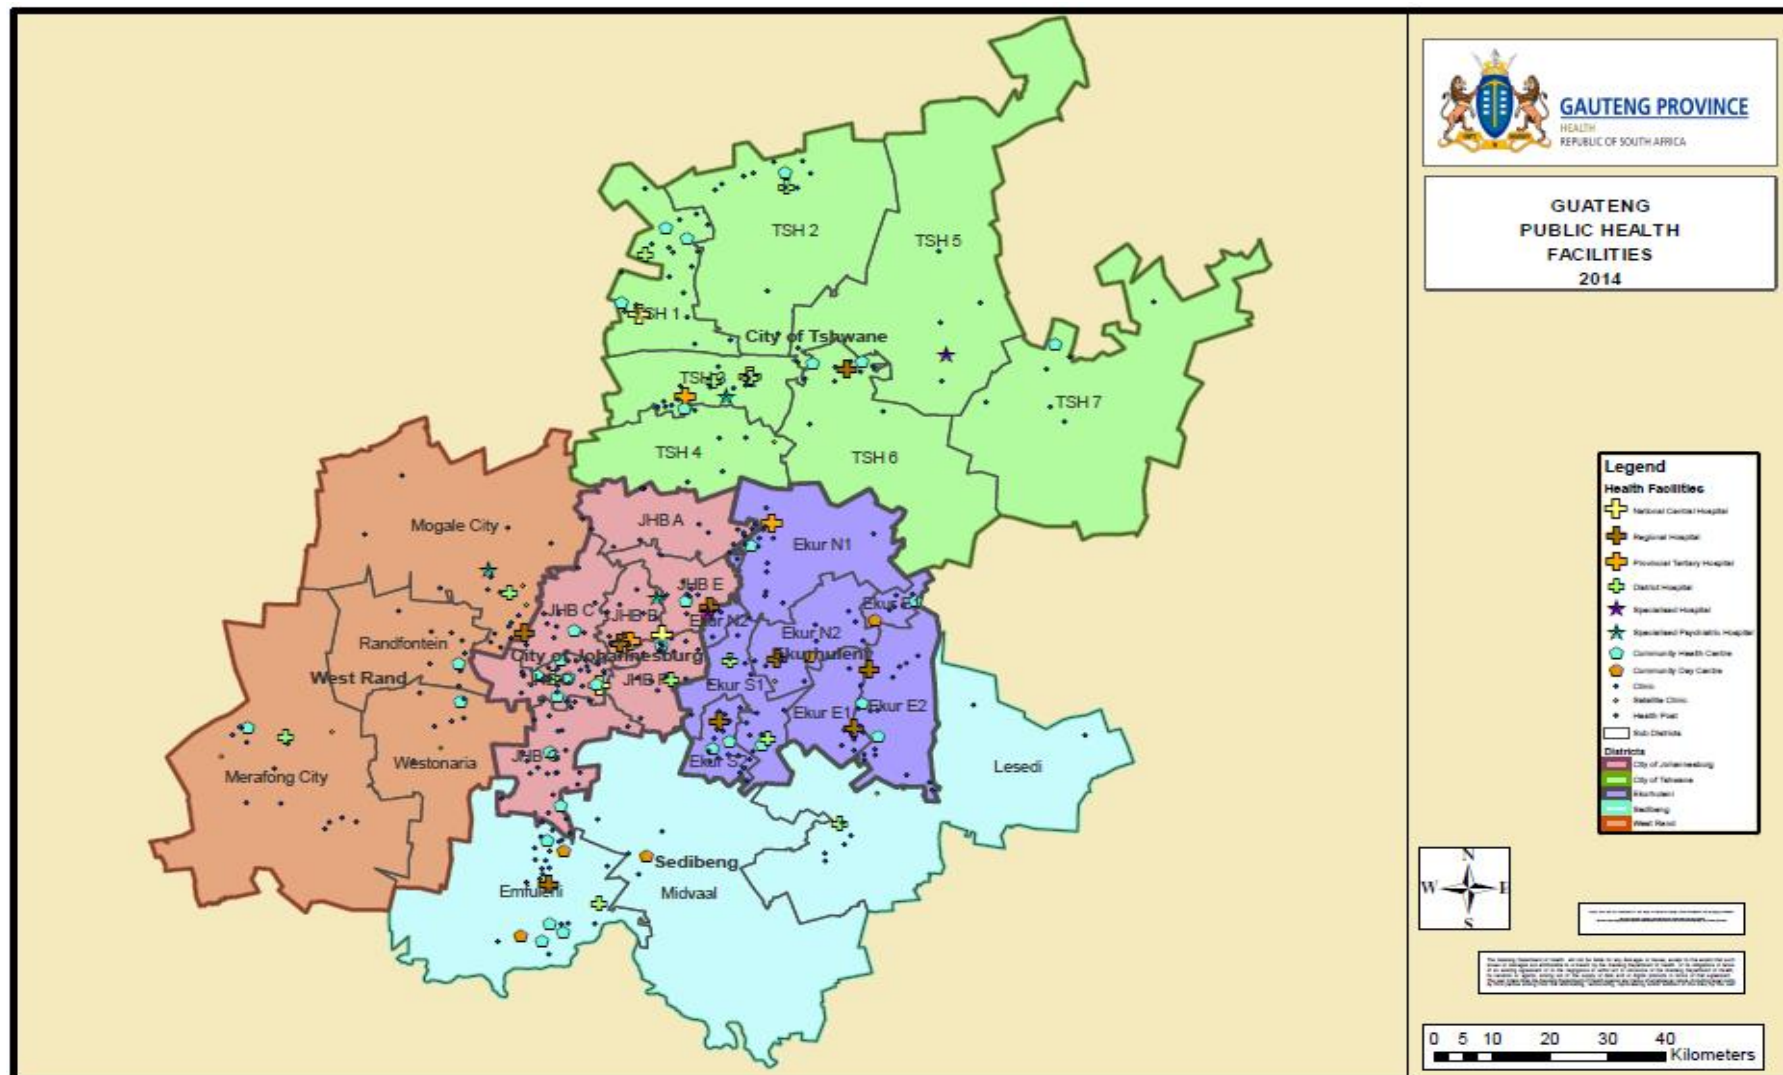 GAUTENG PROVINCE
HEALTH
REPUBLIC OF SOUTH AFRICA
GUATENG
PUBLIC HEALTH
FACILITIES
2014
TSH 2
TSH 5
TSH 1
City of Tshwane
TSH 3
TSH 7
TSH 4
TSH 6
Mogale City
JHB A
Ekur N1
JHB E
JHB C
JHB B
Ekur N2
Ekur N2
Randfontein
City of Johannesburg
Ekurhuleni
West Rand
Ekur S1
Ekur E1
Ekur E2
JHB G
Westonaria
Merafong City
Lesedi
Sedibeng
Emfuleni
Midvaal
Legend
Health Facilities
National Central Hospital
Regional Hospital
Provincial Tertiary Hospital
District Hospital
Specialised Hospital
Specialised Psychiatric Hospital
Community Health Centre
Community Day Centre
Clinic
Satellite Clinic
Health Post
Sub Districts
Districts
City of Johannesburg
City of Tshwane
Ekurhuleni
Sedibeng
West Rand
N
W E
S
0 5 10 20 30 40
Kilometers